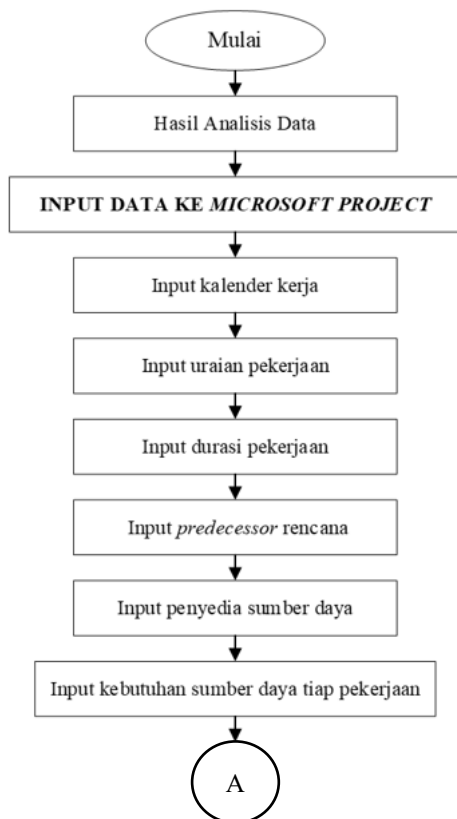 Mulai
Hasil Analisis Data
INPUT DATA KE MICROSOFT PROJECT
Input kalender kerja
Input uraian pekerjaan
Input durasi pekerjaan
Input predecessor rencana
Input penyedia sumber daya
Input kebutuhan sumber daya tiap pekerjaan
A